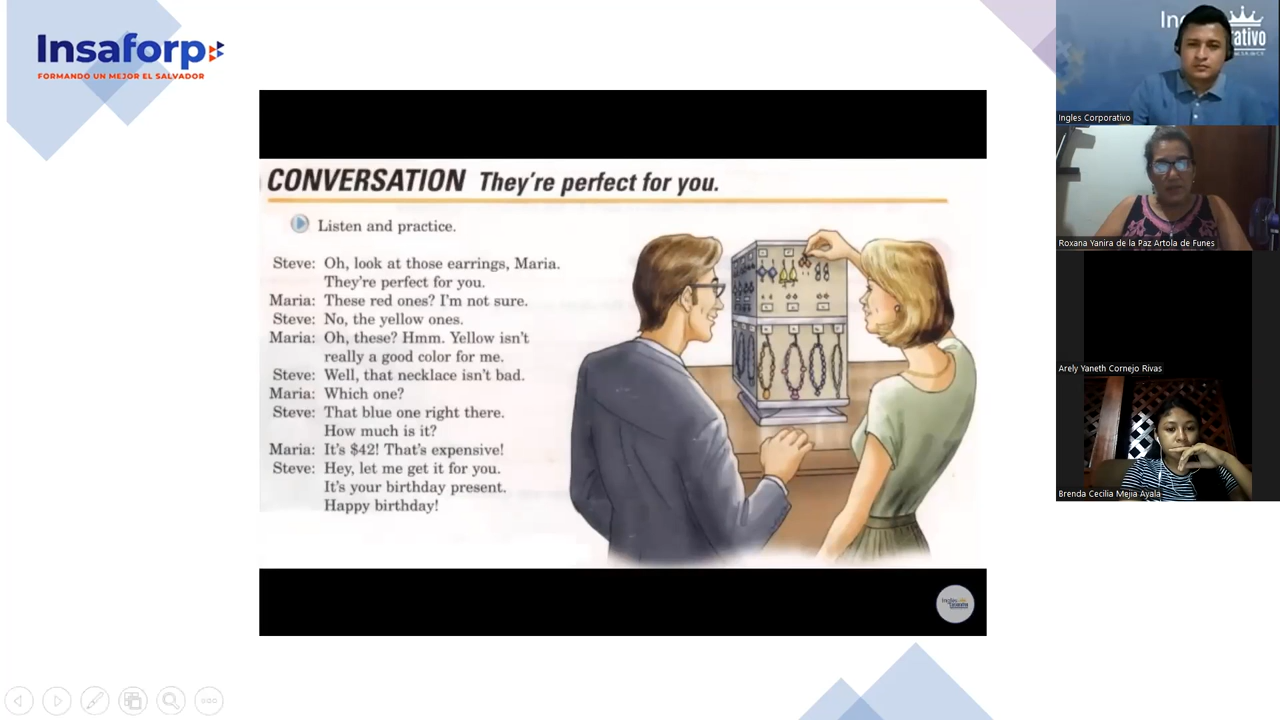 Insaforp
FORMANDO UN MEJOR EL SALVADOR
CONVERSATION They're perfect for you.
Listen and practice.
Steve: Oh, look at those earrings, Maria.
They're perfect for you.
Maria: These red ones? I'm not sure.
Steve: No, the yellow ones.
Maria: Oh, these? Hmm. Yellow isn't
really a good color for me.
Steve: Well, that necklace isn't bad.
Maria: Which one?
Steve: That blue one right there.
How much is it?
Maria: It's $42! That's expensive!
Steve: Hey, let me get it for you.
It's your birthday present.
Happy birthday!
Ingles Corporativo
Roxana Yanira de la Paz Artola de Funes
Arely Yaneth Cornejo Rivas
Brenda Cecilia Mejia Ayala